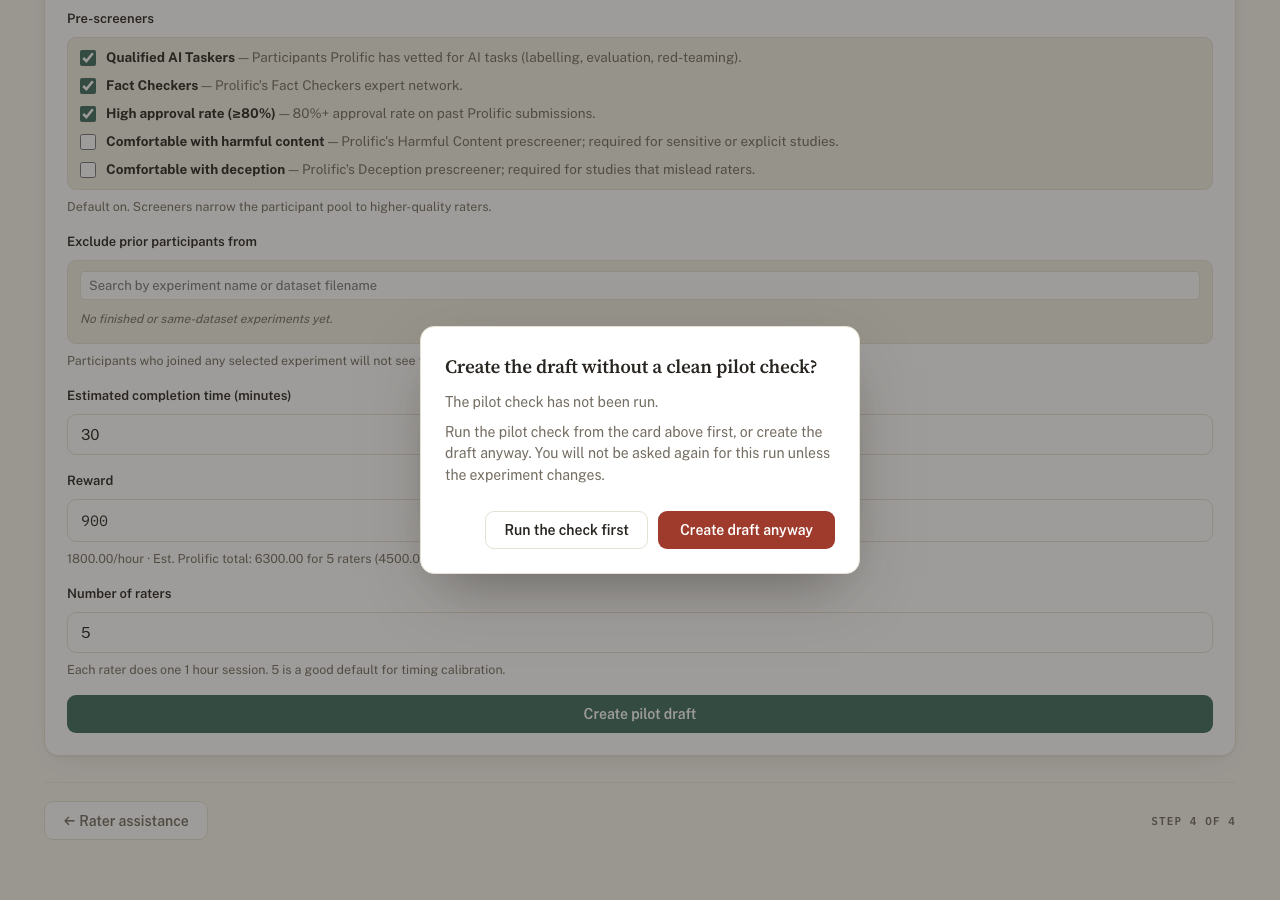 Pre-screeners
Qualified AI Taskers — Participants Prolific has vetted for AI tasks (labelling, evaluation, red-teaming).
Fact Checkers — Prolific's Fact Checkers expert network.
High approval rate (≥80%) — 80%+ approval rate on past Prolific submissions.
Comfortable with harmful content — Prolific's Harmful Content prescreener; required for sensitive or explicit studies.
Comfortable with deception — Prolific's Deception prescreener; required for studies that mislead raters.
Default on. Screeners narrow the participant pool to higher-quality raters.
Exclude prior participants from
Search by experiment name or dataset filename
No finished or same-dataset experiments yet.
Participants who joined any selected experiment will not see
Estimated completion time (minutes)
30
Reward
900
1800.00/hour · Est. Prolific total: 6300.00 for 5 raters (4500.0
Number of raters
5
Each rater does one 1 hour session. 5 is a good default for timing calibration.
Create pilot draft
← Rater assistance
STEP 4 OF 4
Create the draft without a clean pilot check?
The pilot check has not been run.
Run the pilot check from the card above first, or create the
draft anyway. You will not be asked again for this run unless
the experiment changes.
Run the check first
Create draft anyway